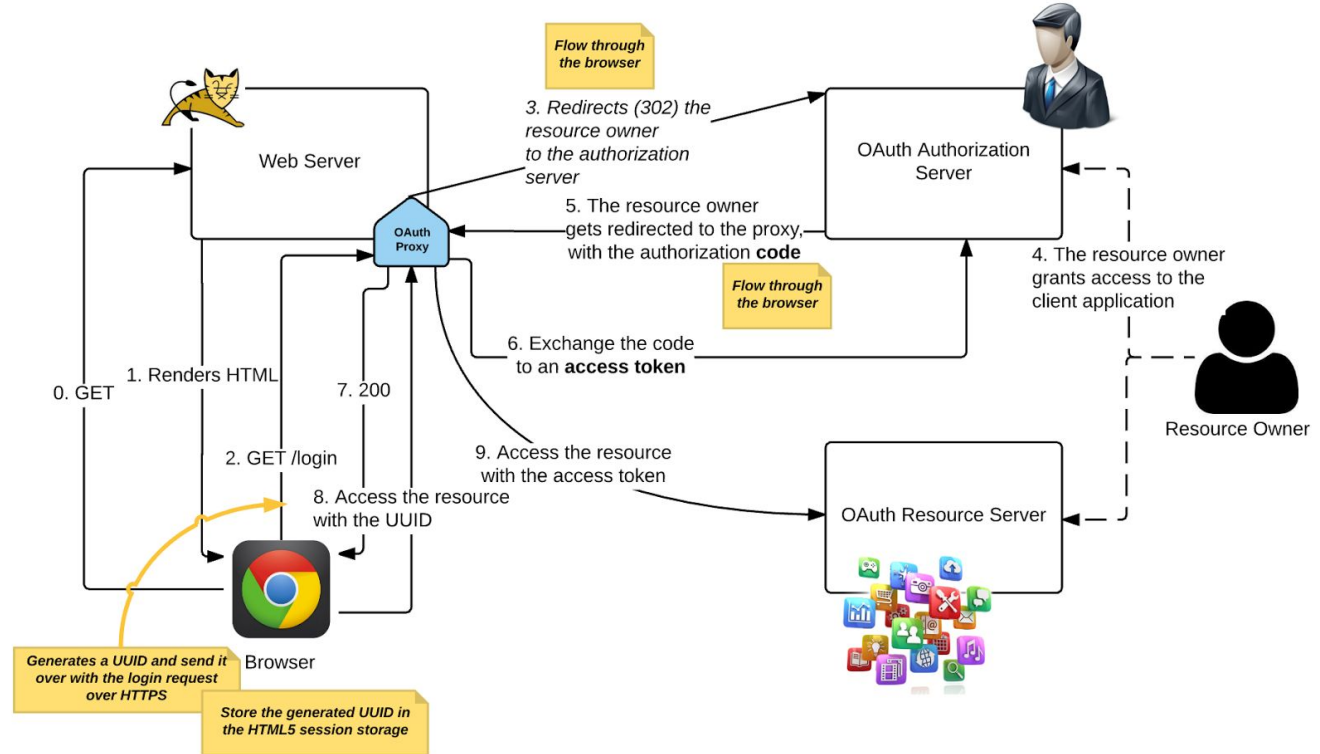 Flow through
the browser
3. Redirects (302) the
resource owner
to the authorization
server
Web Server
OAuth Authorization
Server
OAuth
Proxy
5. The resource owner
gets redirected to the proxy,
with the authorization code
Flow through
the browser
4. The resource owner
grants access to the
client application
6. Exchange the code
to an access token
0. GET
1. Renders HTML
7. 200
Resource Owner
2. GET /login
9. Access the resource
with the access token
8. Access the resource
with the UUID
OAuth Resource Server
Browser
Generates a UUID and send it
over with the login request
over HTTPS
Store the generated UUID in
the HTML5 session storage